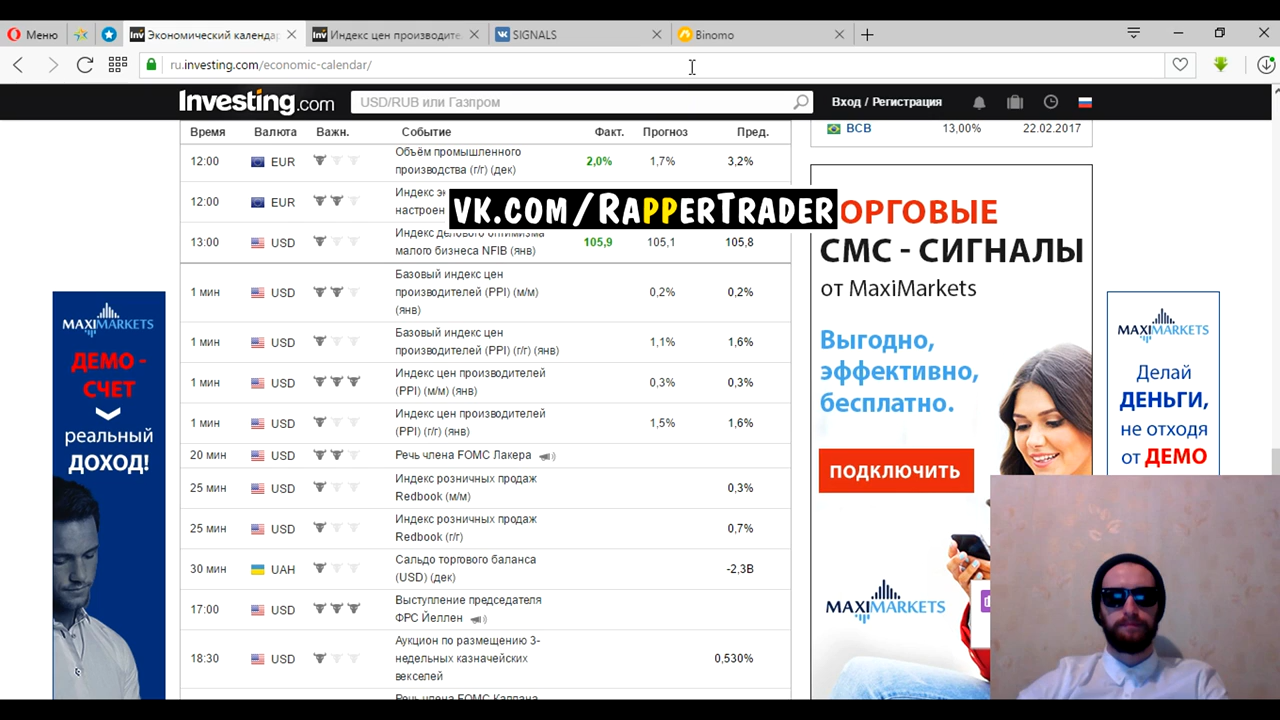 Меню
Экономический календа
Индекс цен производите
SIGNALS
Binomo
ru.investing.com/economic-calendar/
Investing.com
USD/RUB или Газпром
Вход / Регистрация
Время Валюта Важн. Событие Факт. Прогноз Пред.
12:00 EUR Объём промышленного
производства (г/г) (дек) 2,0% 1,7% 3,2%
12:00 EUR Индекс
настроен
13:00 USD Индекс делового оптимизма
малого бизнеса NFIB (янв) 105,9 105,1 105,8
1 мин USD Базовый индекс цен
производителей (PPI) (м/м)
(янв) 0,2% 0,2%
1 мин USD Базовый индекс цен
производителей (PPI) (г/г) (янв) 1,1% 1,6%
1 мин USD Индекс цен производителей
(PPI) (м/м) (янв) 0,3% 0,3%
1 мин USD Индекс цен производителей
(PPI) (г/г) (янв) 1,5% 1,6%
20 мин USD Речь члена FOMC Лакера
25 мин USD Индекс розничных продаж
Redbook (м/м) 0,3%
25 мин USD Индекс розничных продаж
Redbook (г/г) 0,7%
30 мин UAH Сальдо торгового баланса
(USD) (дек) -2,3B
17:00 USD Выступление председателя
ФРС Йеллен
18:30 USD Аукцион по размещению 3-
недельных казначейских
векселей 0,530%
Речь члена FOMC Каплана
vk.com/RapperTrader
BCB 13,00% 22.02.2017
ОРГОВЫЕ
СМС - СИГНАЛЫ
от MaxiMarkets
Выгодно,
эффективно,
бесплатно.
ПОДКЛЮЧИТЬ
MAXIMARKETS
MAXIMARKETS
ДЕМО -
СЧЕТ
реальный
ДОХОД!
MAXIMARKETS
Делай
ДЕНЬГИ,
не отходя
от ДЕМО